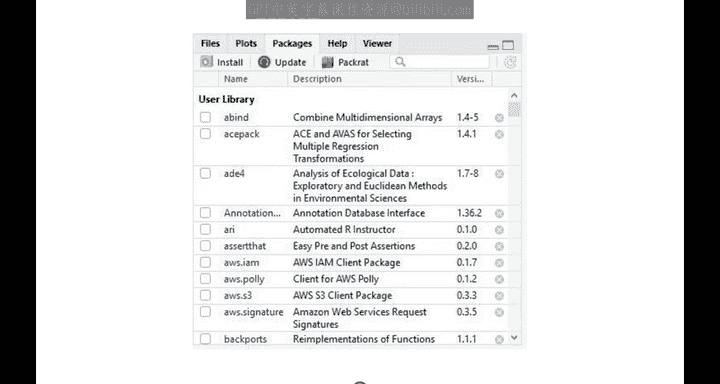 Files Plots Packages Help Viewer
Install Update Packrat
Name Description Versi...
User Library
abind Combine Multidimensional Arrays 1.4-5
acepack ACE and AVAS for Selecting 1.4.1
Multiple Regression
Transformations
ade4 Analysis of Ecological Data : 1.7-8
Exploratory and Euclidean Methods
in Environmental Sciences
Annotation... Annotation Database Interface 1.36.2
ari Automated R Instructor 0.1.0
assertthat Easy Pre and Post Assertions 0.2.0
aws.iam AWS IAM Client Package 0.1.7
aws.polly Client for AWS Polly 0.1.2
aws.s3 AWS S3 Client Package 0.3.3
aws.signature Amazon Web Services Request 0.3.5
Signatures
backports Reimplementations of Functions 1.1.1